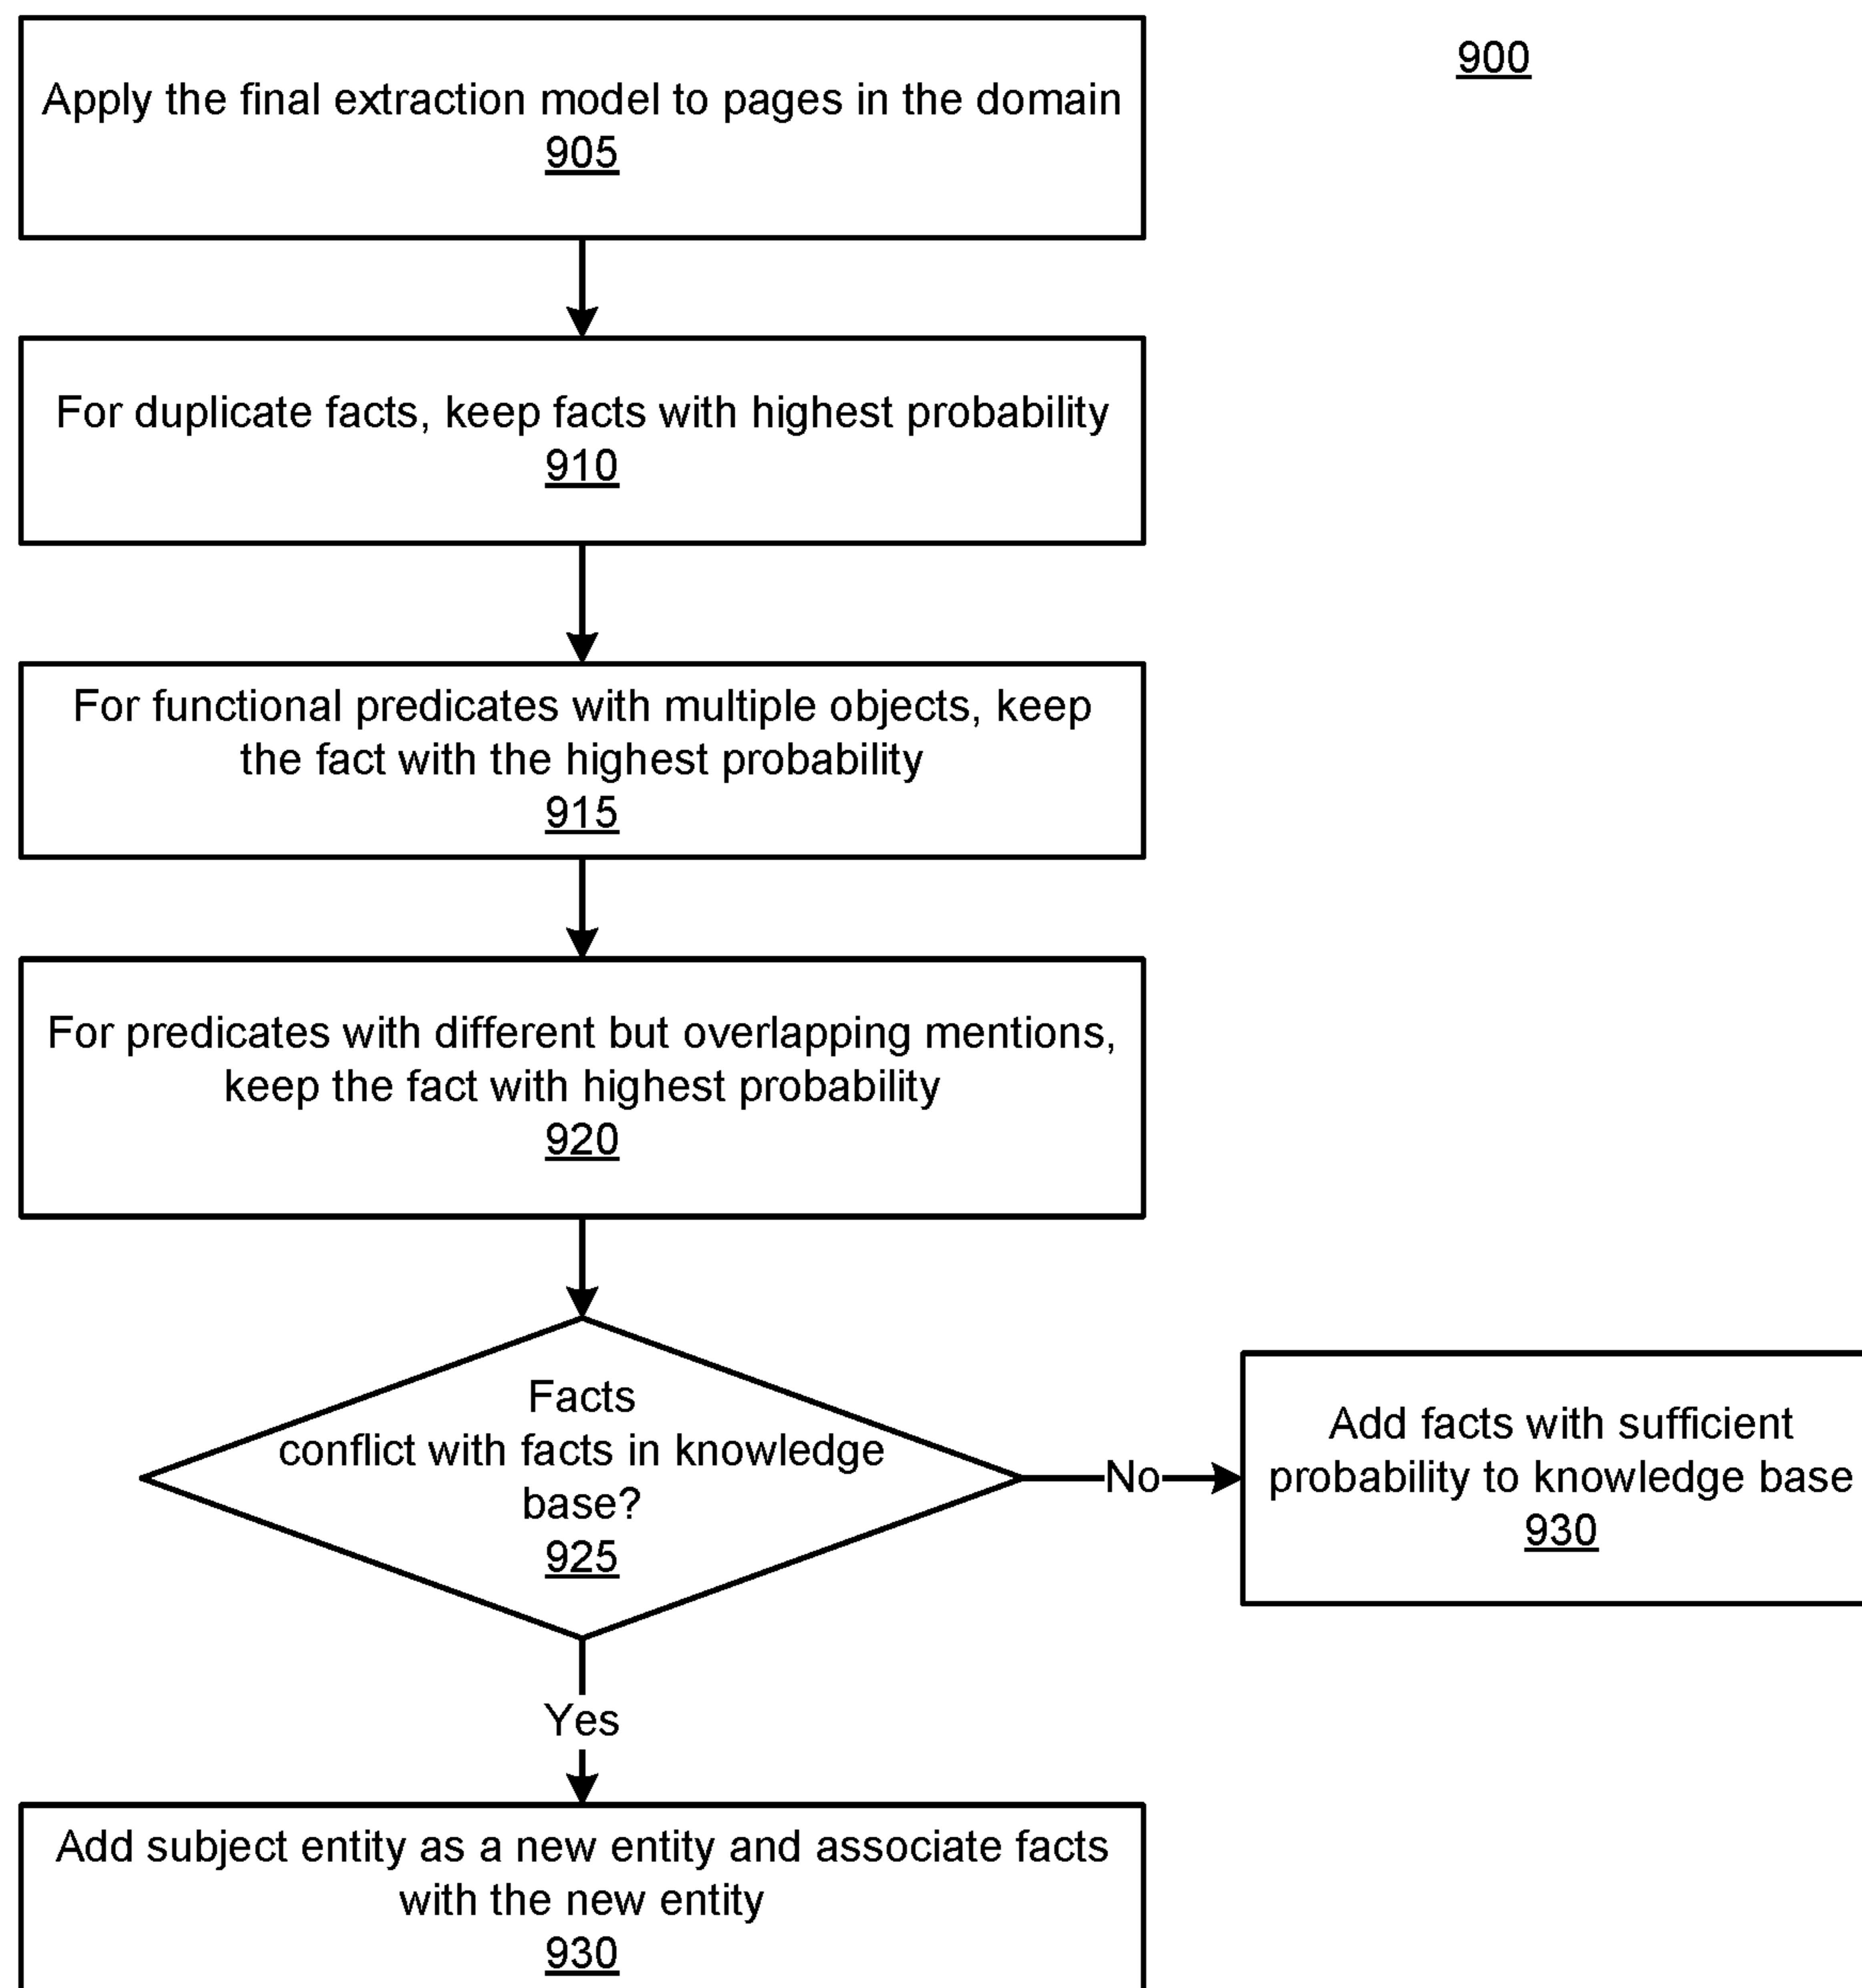 900
Apply the final extraction model to pages in the domain
905
For duplicate facts, keep facts with highest probability
910
For functional predicates with multiple objects, keep
the fact with the highest probability
915
For predicates with different but overlapping mentions,
keep the fact with highest probability
920
Facts
conflict with facts in knowledge
base?
925
No
Add facts with sufficient
probability to knowledge base
930
Yes
Add subject entity as a new entity and associate facts
with the new entity
930